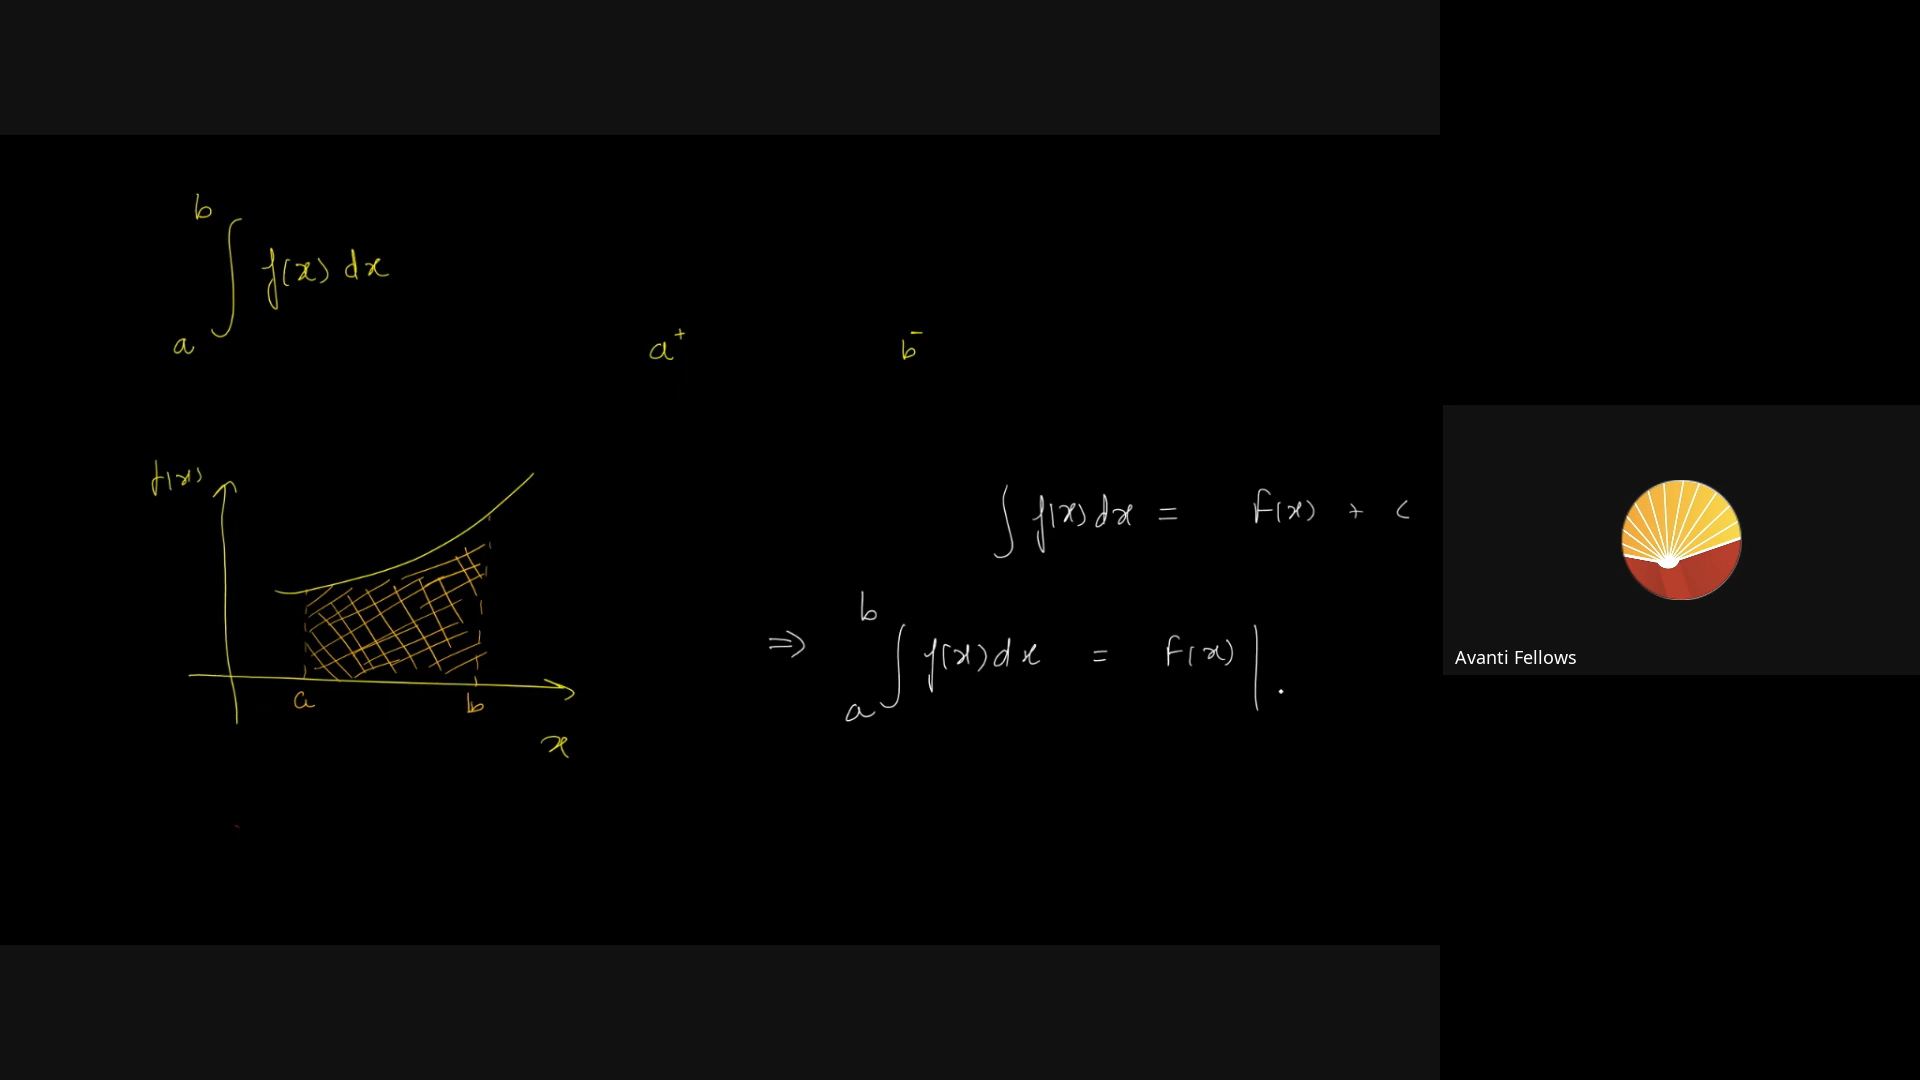 b
∫ f(x) dx
a
a⁺ b⁻
f(x)
a b
x
∫ f(x) dx = F(x) + c
b
⇒ ∫ f(x) dx = F(x) |
a
Avanti Fellows